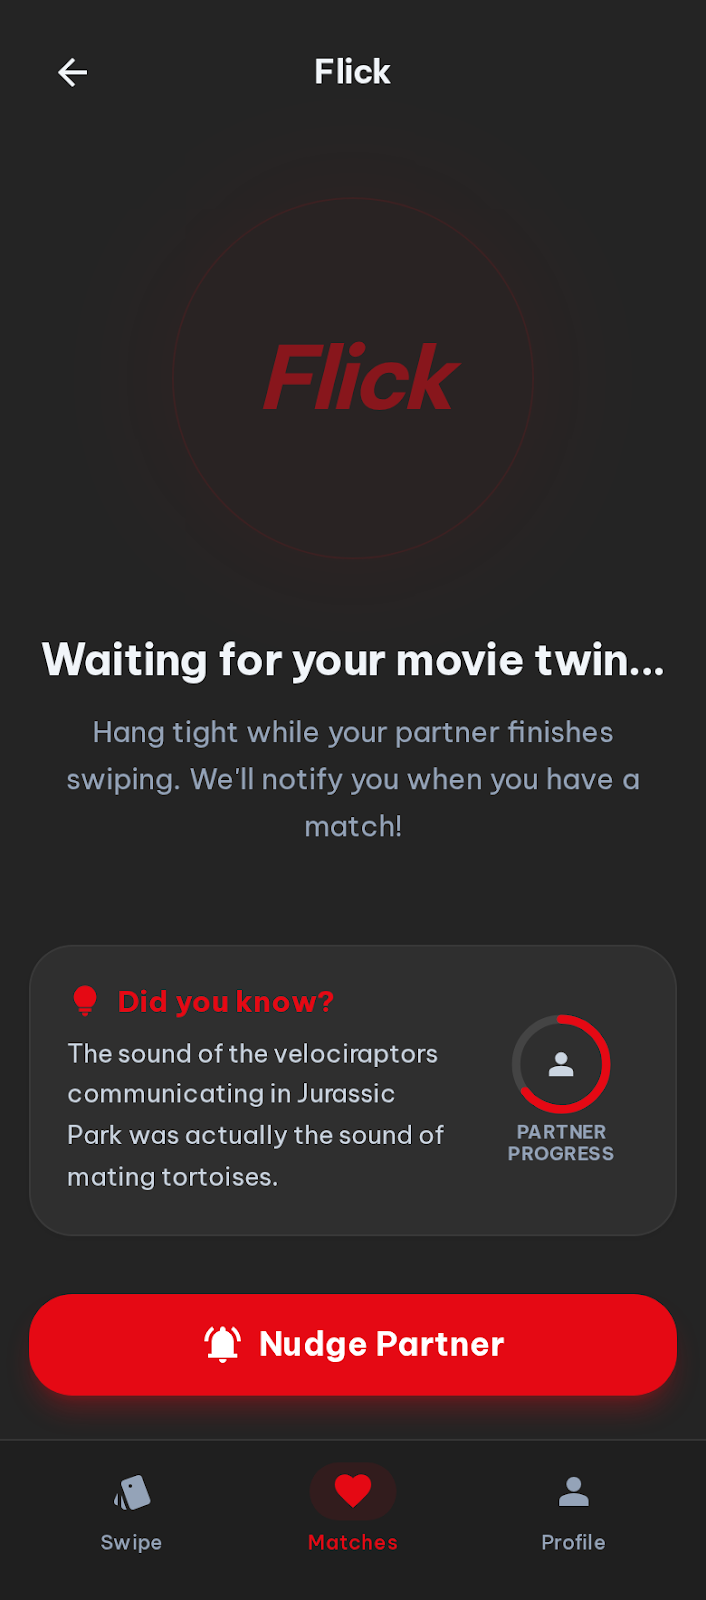 Flick
Flick
Waiting for your movie twin...
Hang tight while your partner finishes
swiping. We'll notify you when you have a
match!
Did you know?
The sound of the velociraptors
communicating in Jurassic
Park was actually the sound of
mating tortoises.
PARTNER
PROGRESS
Nudge Partner
Swipe
Matches
Profile